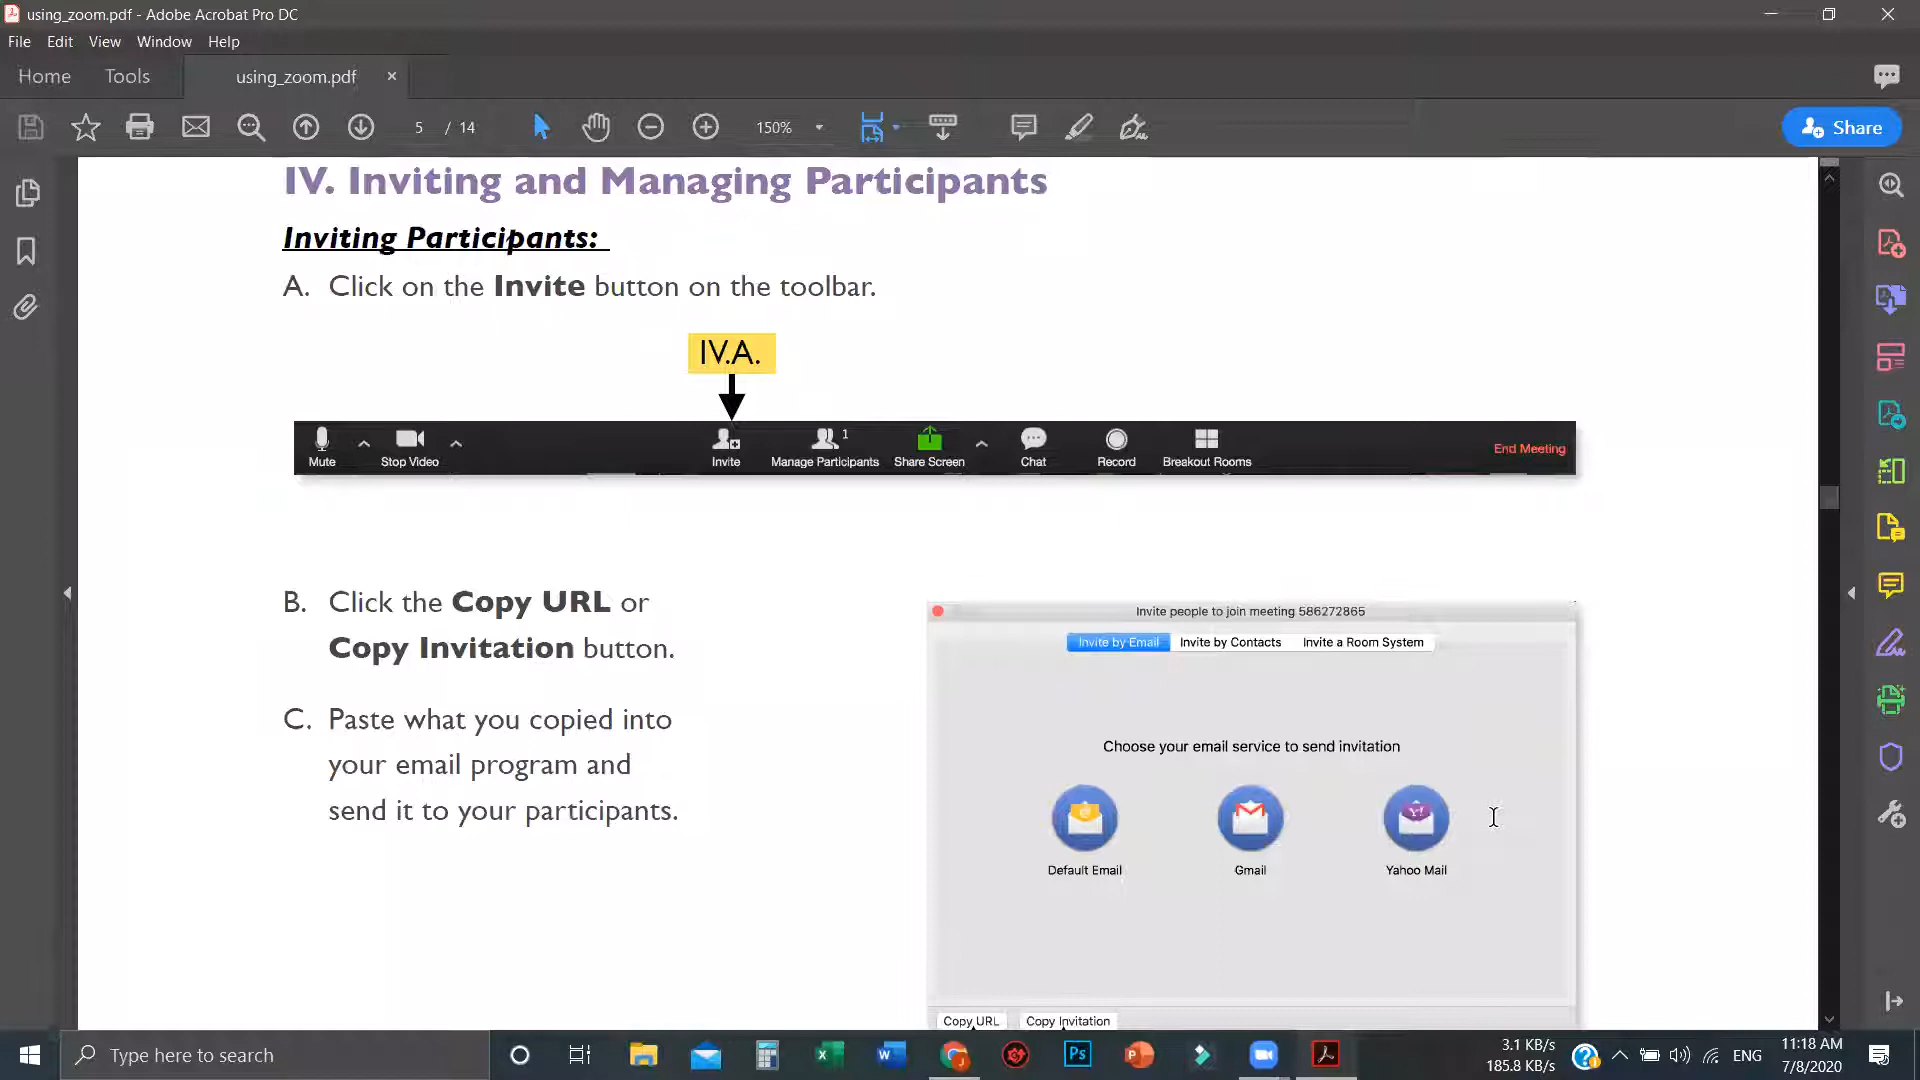 using_zoom.pdf - Adobe Acrobat Pro DC
File Edit View Window Help
Home Tools using_zoom.pdf ×
5 / 14 150% Share
IV. Inviting and Managing Participants
Inviting Participants:
A. Click on the Invite button on the toolbar.
IV.A.
1
Mute Stop Video Invite Manage Participants Share Screen Chat Record Breakout Rooms End Meeting
B. Click the Copy URL or
Copy Invitation button.
C. Paste what you copied into
your email program and
send it to your participants.
Invite people to join meeting 586272865
Invite by Email Invite by Contacts Invite a Room System
Choose your email service to send invitation
Default Email Gmail Yahoo Mail
Copy URL Copy Invitation
Type here to search
3.1 KB/s
185.8 KB/s
ENG
11:18 AM
7/8/2020